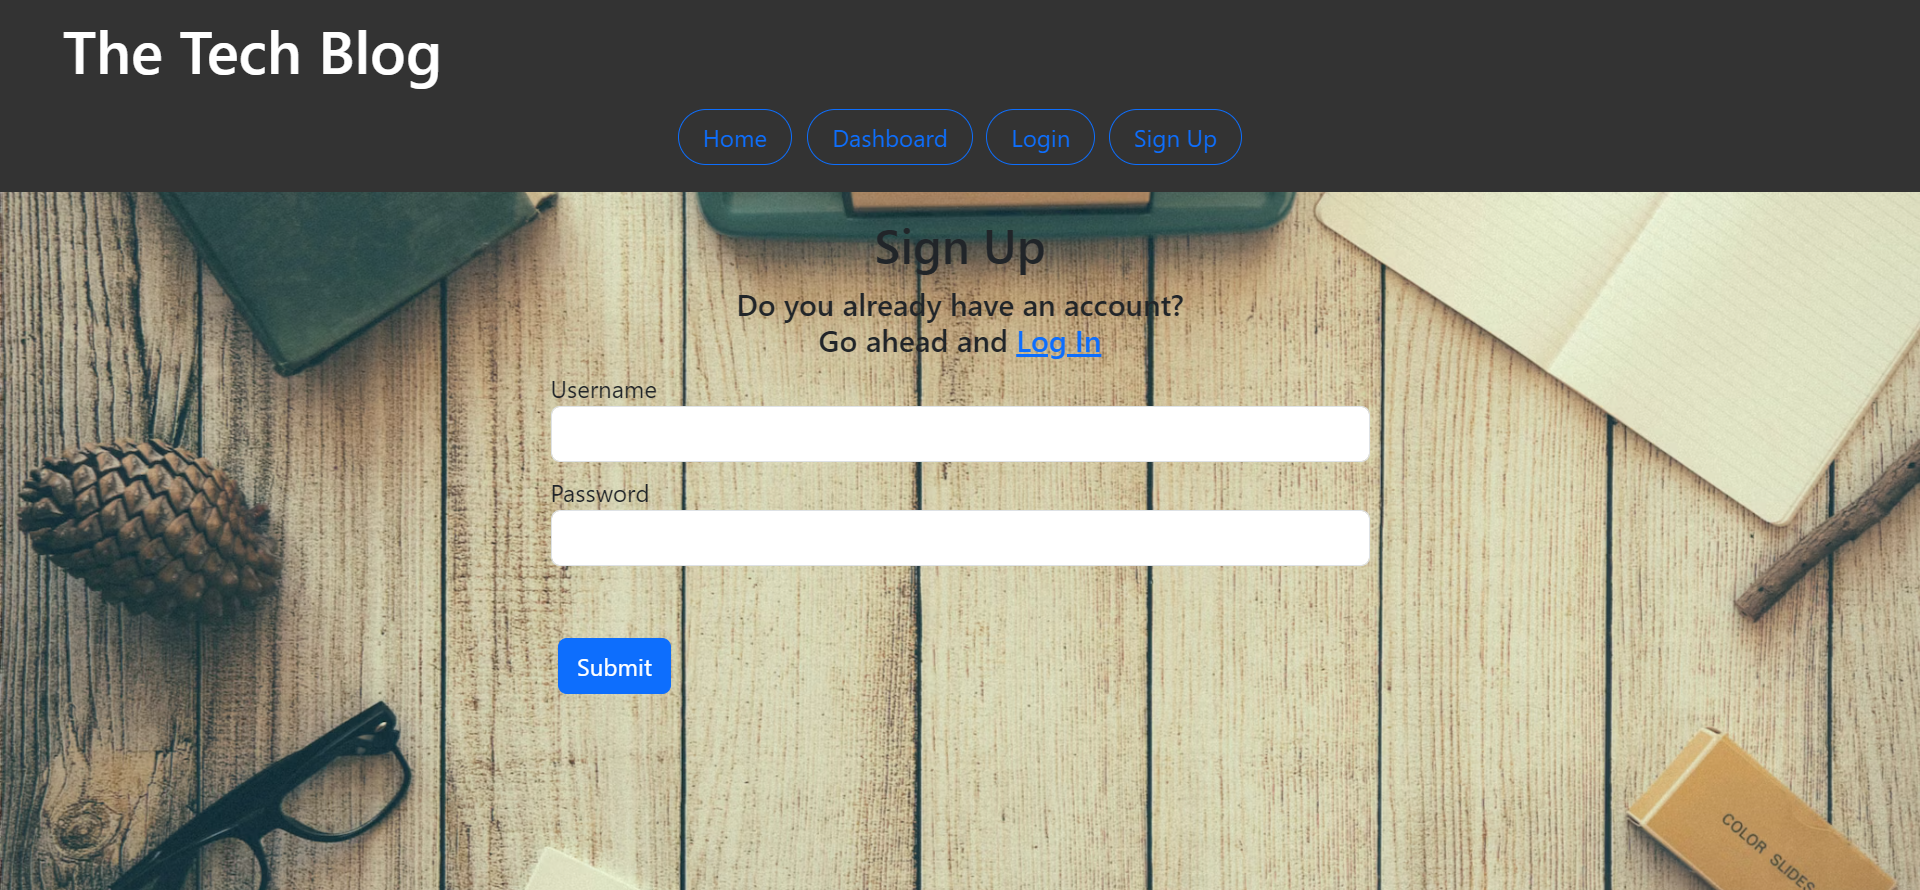 The Tech Blog
Home Dashboard Login Sign Up
Sign Up
Do you already have an account?
Go ahead and Log In
Username
Password
Submit
COLOR SLIDES